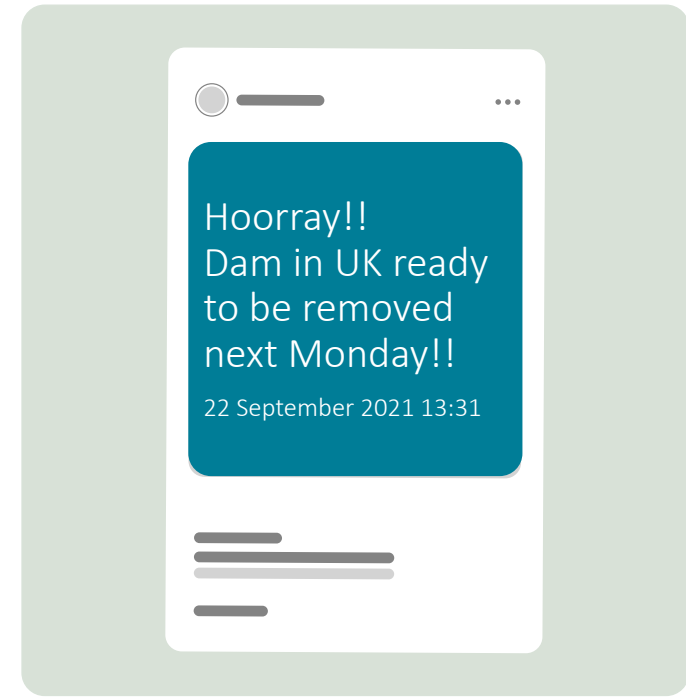 Hoorray!!
Dam in UK ready
to be removed
next Monday!!
22 September 2021 13:31